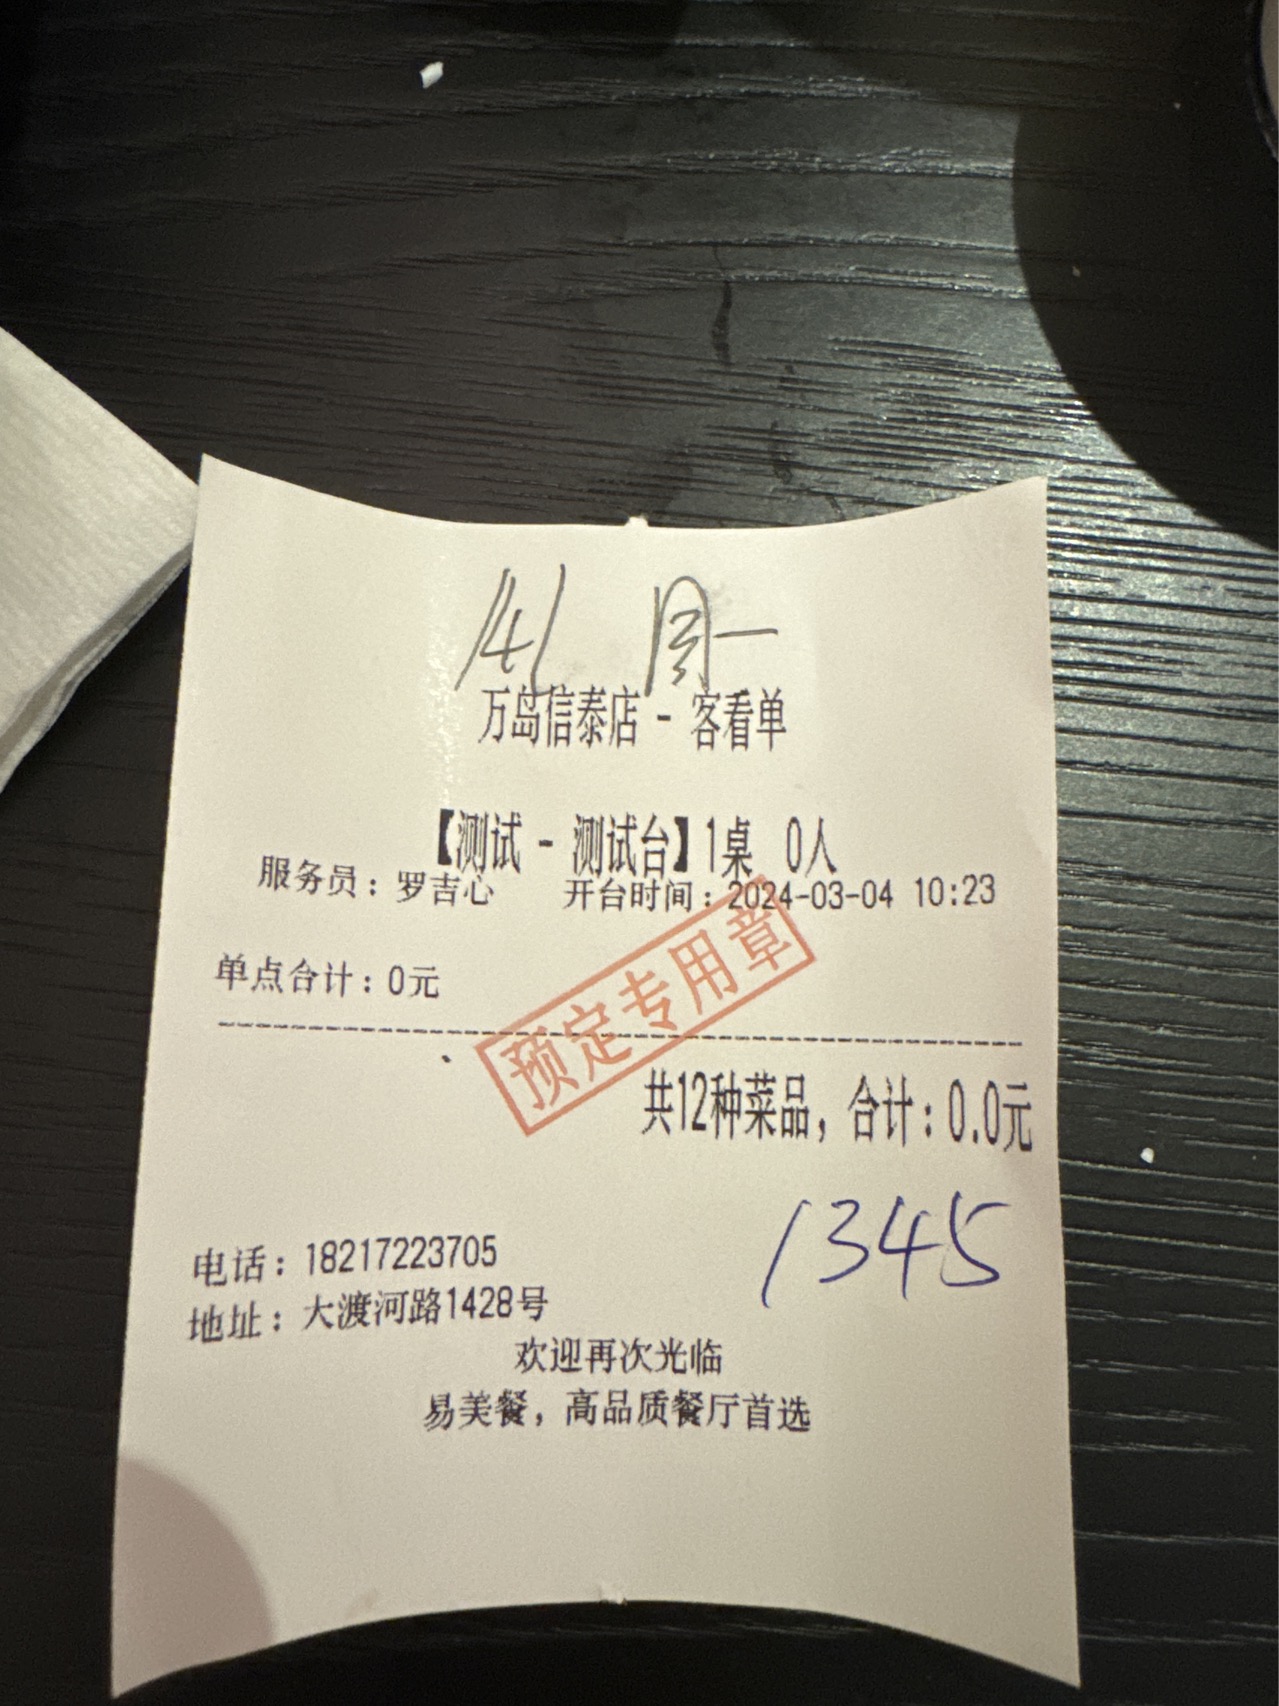 141 周一
万岛信泰店 - 客看单
【测试 - 测试台】1桌 0人
服务员：罗吉心 开台时间：2024-03-04 10:23
单点合计：0元
预定专用章
共12种菜品，合计：0.0元
1345
电话：18217223705
地址：大渡河路1428号
欢迎再次光临
易美餐，高品质餐厅首选